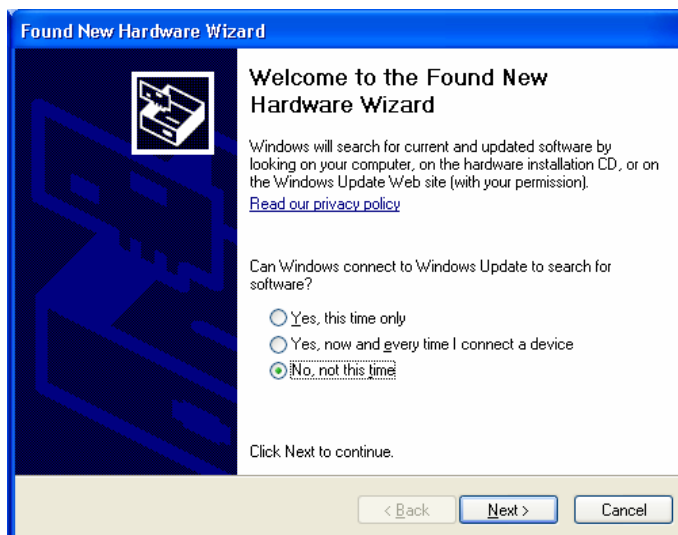 Found New Hardware Wizard
Welcome to the Found New
Hardware Wizard
Windows will search for current and updated software by
looking on your computer, on the hardware installation CD, or on
the Windows Update Web site (with your permission).
Read our privacy policy
Can Windows connect to Windows Update to search for
software?
Yes, this time only
Yes, now and every time I connect a device
No, not this time
Click Next to continue.
< Back
Next >
Cancel